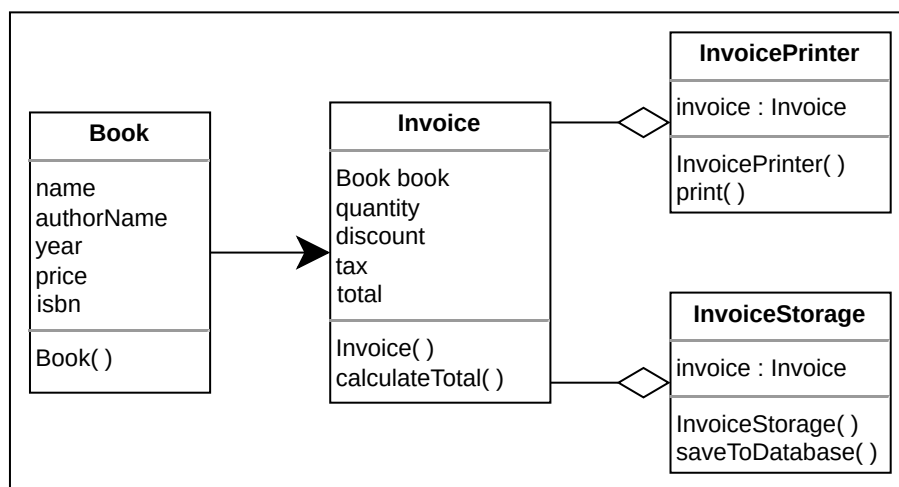 Book
name
authorName
year
price
isbn
Book( )
Invoice
Book book
quantity
discount
tax
total
Invoice( )
calculateTotal( )
InvoicePrinter
invoice : Invoice
InvoicePrinter( )
print( )
InvoiceStorage
invoice : Invoice
InvoiceStorage( )
saveToDatabase( )